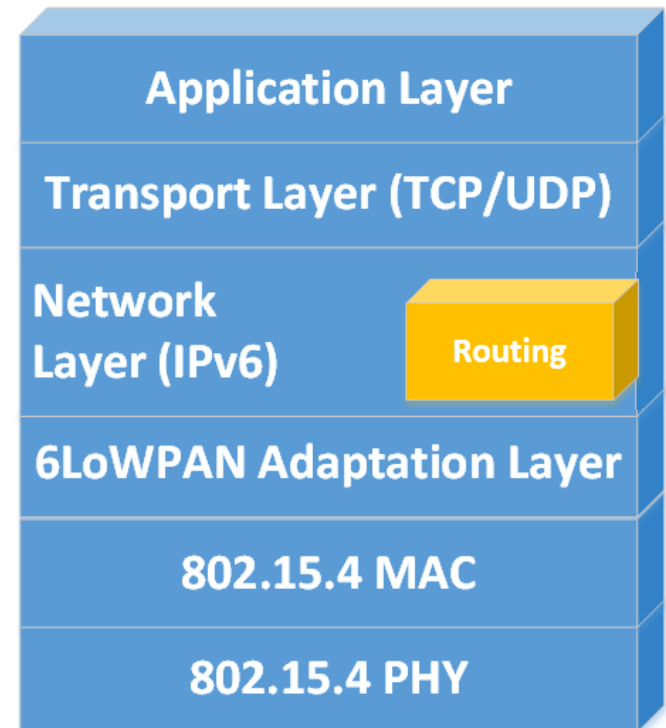 Application Layer
Transport Layer (TCP/UDP)
Network
Layer (IPv6)
Routing
6LoWPAN Adaptation Layer
802.15.4 MAC
802.15.4 PHY